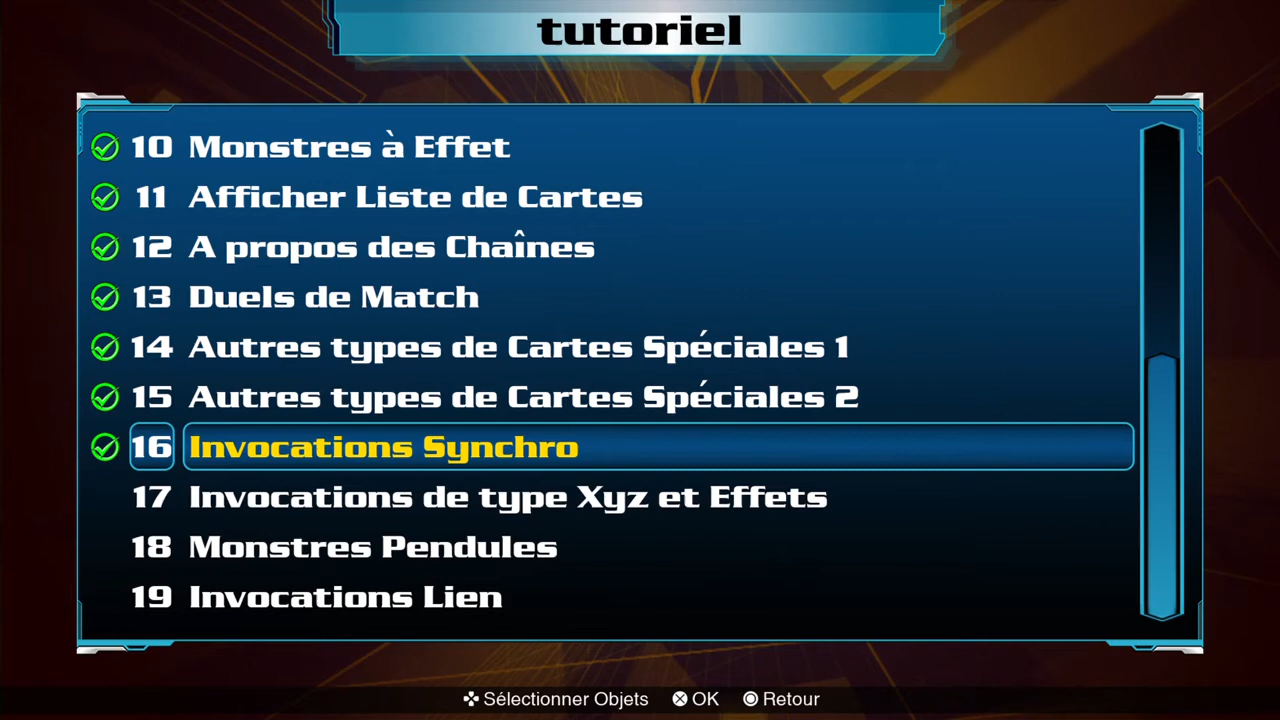 tutoriel
10 Monstres à Effet
11 Afficher Liste de Cartes
12 A propos des Chaînes
13 Duels de Match
14 Autres types de Cartes Spéciales 1
15 Autres types de Cartes Spéciales 2
16 Invocations Synchro
17 Invocations de type Xyz et Effets
18 Monstres Pendules
19 Invocations Lien
Sélectionner Objets OK Retour